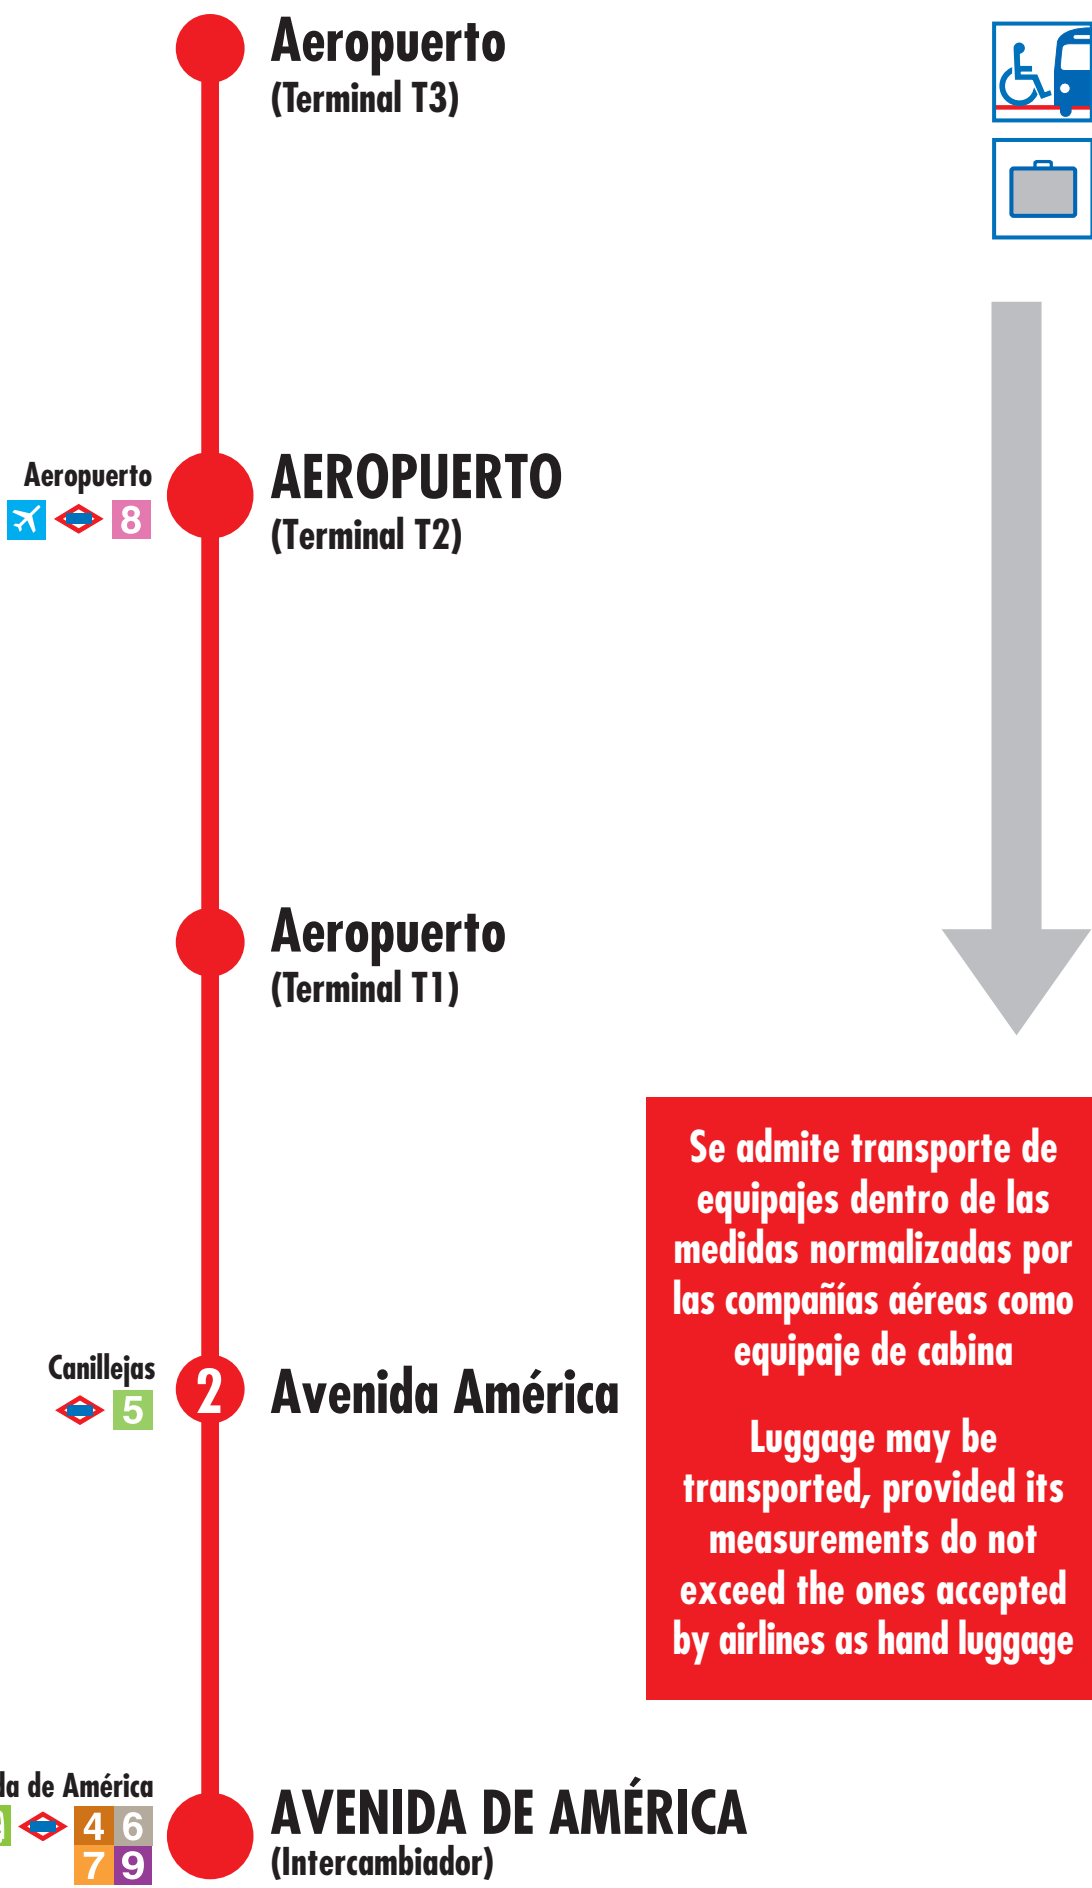 Aeropuerto
(Terminal T3)
Aeropuerto
8
AEROPUERTO
(Terminal T2)
Aeropuerto
(Terminal T1)
Se admite transporte de
equipajes dentro de las
medidas normalizadas por
las compañías aéreas como
equipaje de cabina
Canillejas
5
2
Avenida América
Luggage may be
transported, provided its
measurements do not
exceed the ones accepted
by airlines as hand luggage
de América
4 6
7 9
AVENIDA DE AMÉRICA
(Intercambiador)